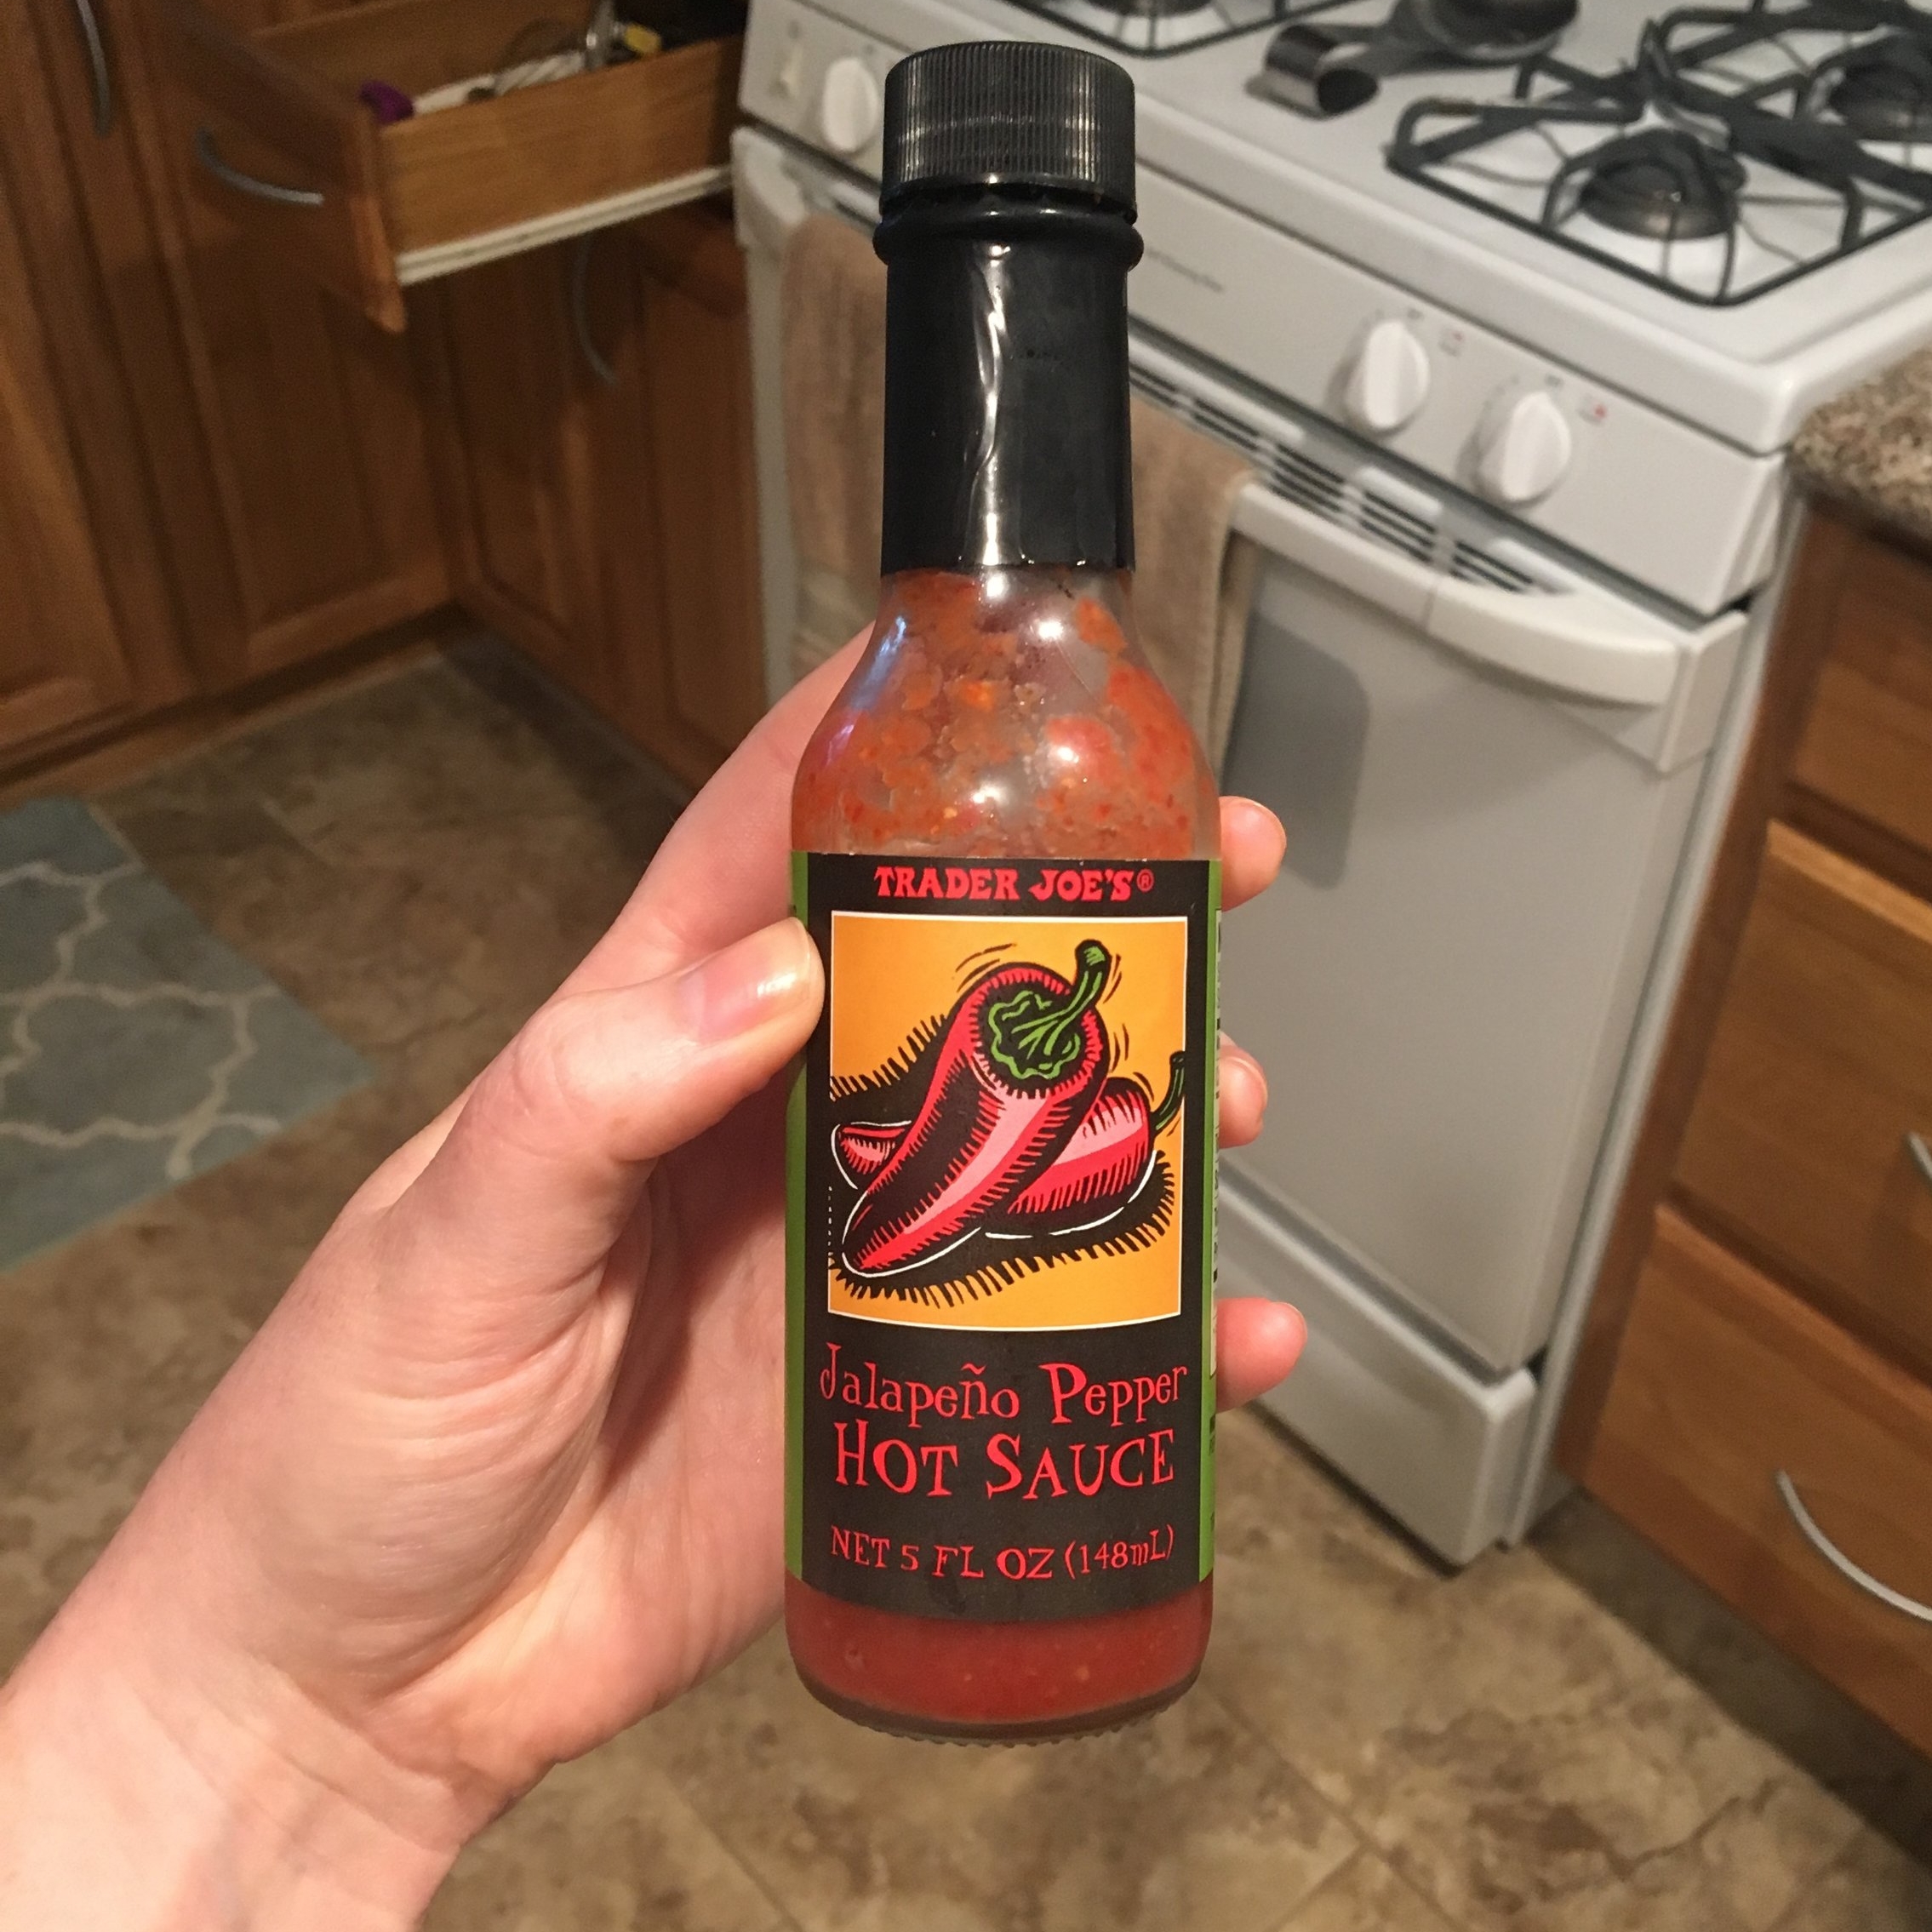 TRADER JOE'S®
Jalapeño Pepper
HOT SAUCE
NET 5 FL OZ (148mL)